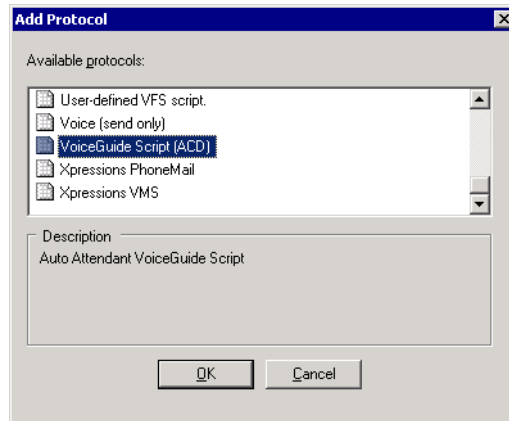 Add Protocol
Available protocols:
User-defined VFS script.
Voice (send only)
VoiceGuide Script (ACD)
Xpressions PhoneMail
Xpressions VMS
Description
Auto Attendant VoiceGuide Script
OK Cancel